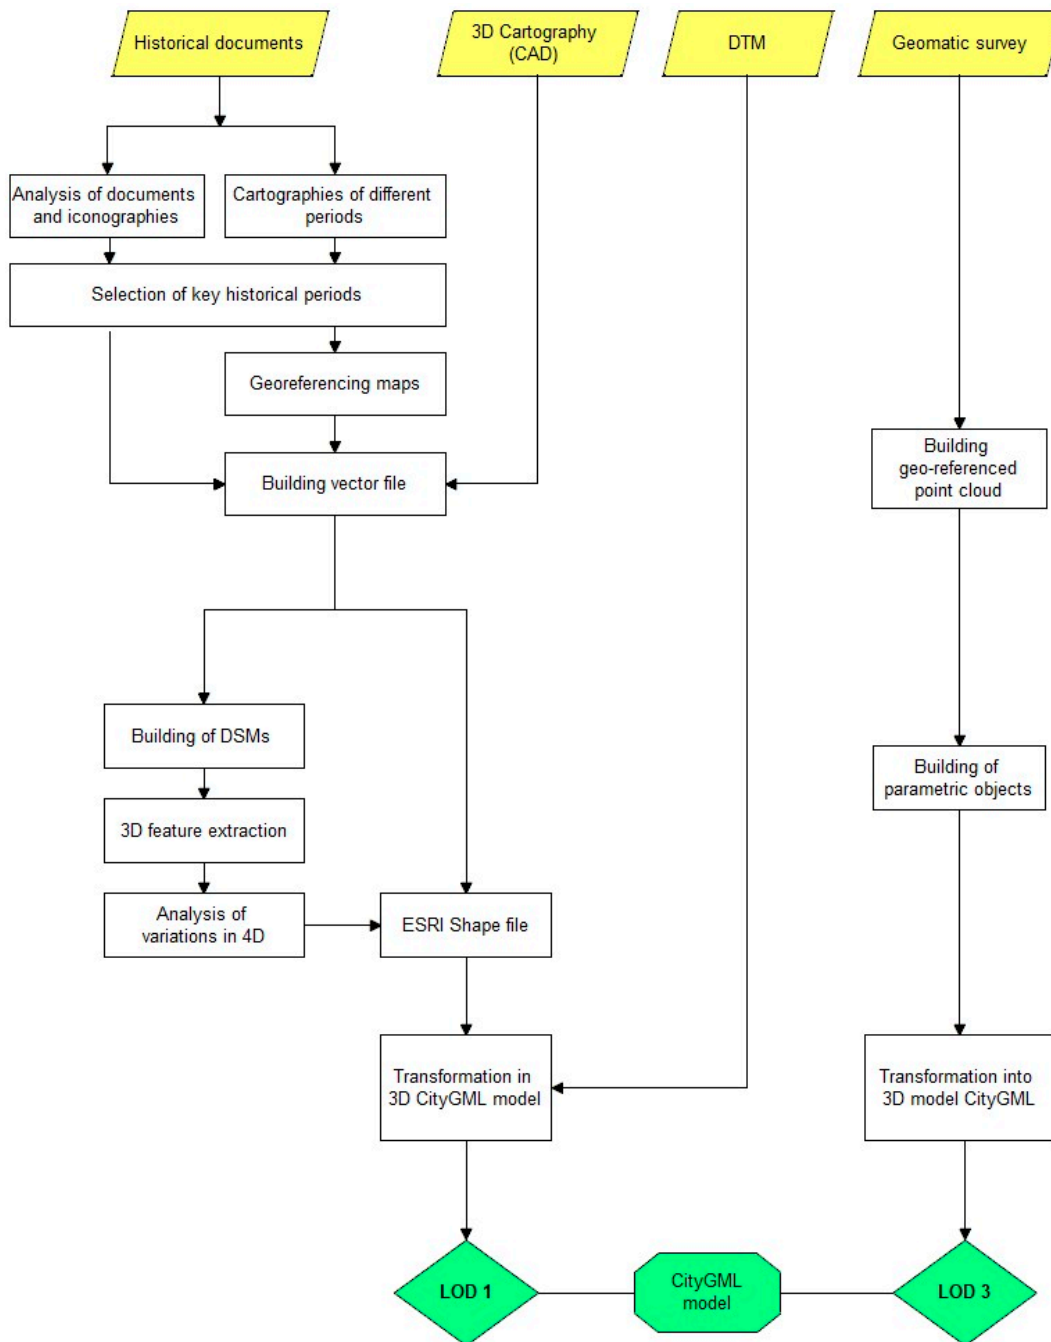 Historical documents
3D Cartography
(CAD)
DTM
Geomatic survey
Analysis of documents
and iconographies
Cartographies of different
periods
Selection of key historical periods
Georeferencing maps
Building vector file
Building
geo-referenced
point cloud
Building of DSMs
Building of
parametric objects
3D feature extraction
Analysis of
variations in 4D
ESRI Shape file
Transformation in
3D CityGML model
Transformation into
3D model CityGML
LOD 1
CityGML
model
LOD 3